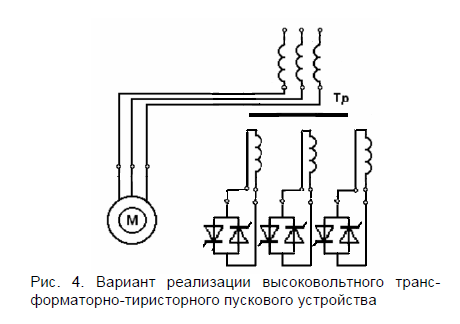 Тр
М
Рис. 4. Вариант реализации высоковольтного транс-
форматорно-тиристорного пускового устройства